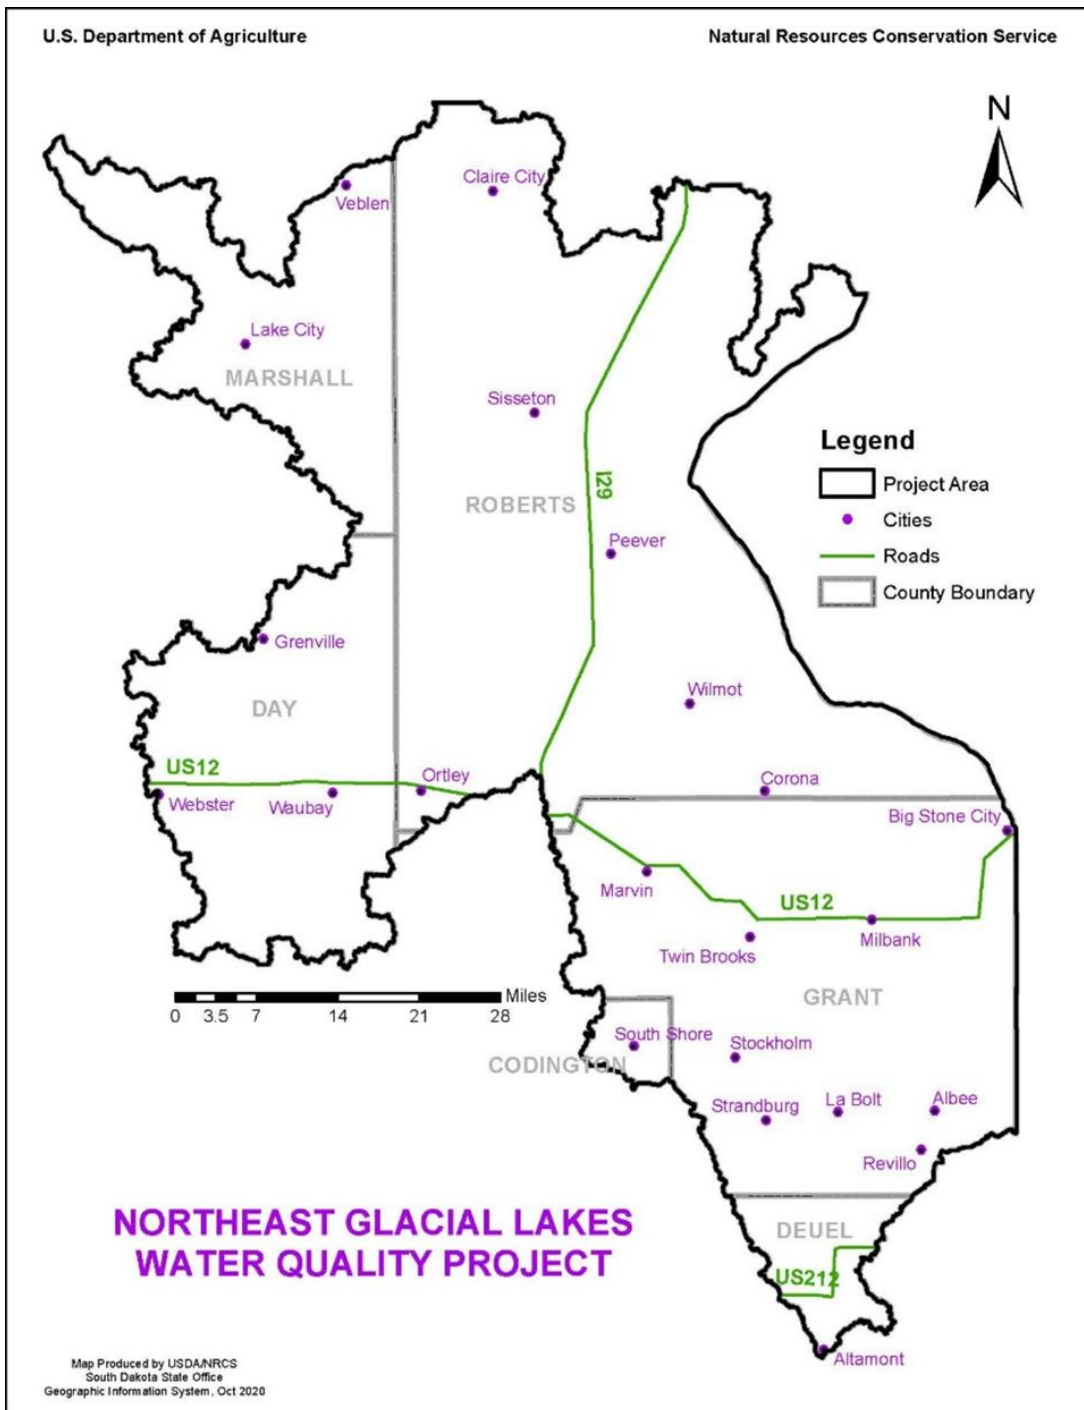 U.S. Department of Agriculture
Natural Resources Conservation Service
N
Claire City
Veblen
Lake City
MARSHALL
Sisseton
Legend
Project Area
Cities
Roads
County Boundary
I29
ROBERTS
Peever
Grenville
Wilmot
DAY
US12
Ortley
Corona
Webster
Waubay
Big Stone City
Marvin
US12
Milbank
Twin Brooks
Miles
0 3.5 7 14 21 28
GRANT
South Shore
Stockholm
CODINGTON
La Bolt
Albee
Strandburg
Revillo
NORTHEAST GLACIAL LAKES
WATER QUALITY PROJECT
DEUEL
US212
Altamont
Map Produced by USDA/NRCS
South Dakota State Office
Geographic Information System, Oct 2020